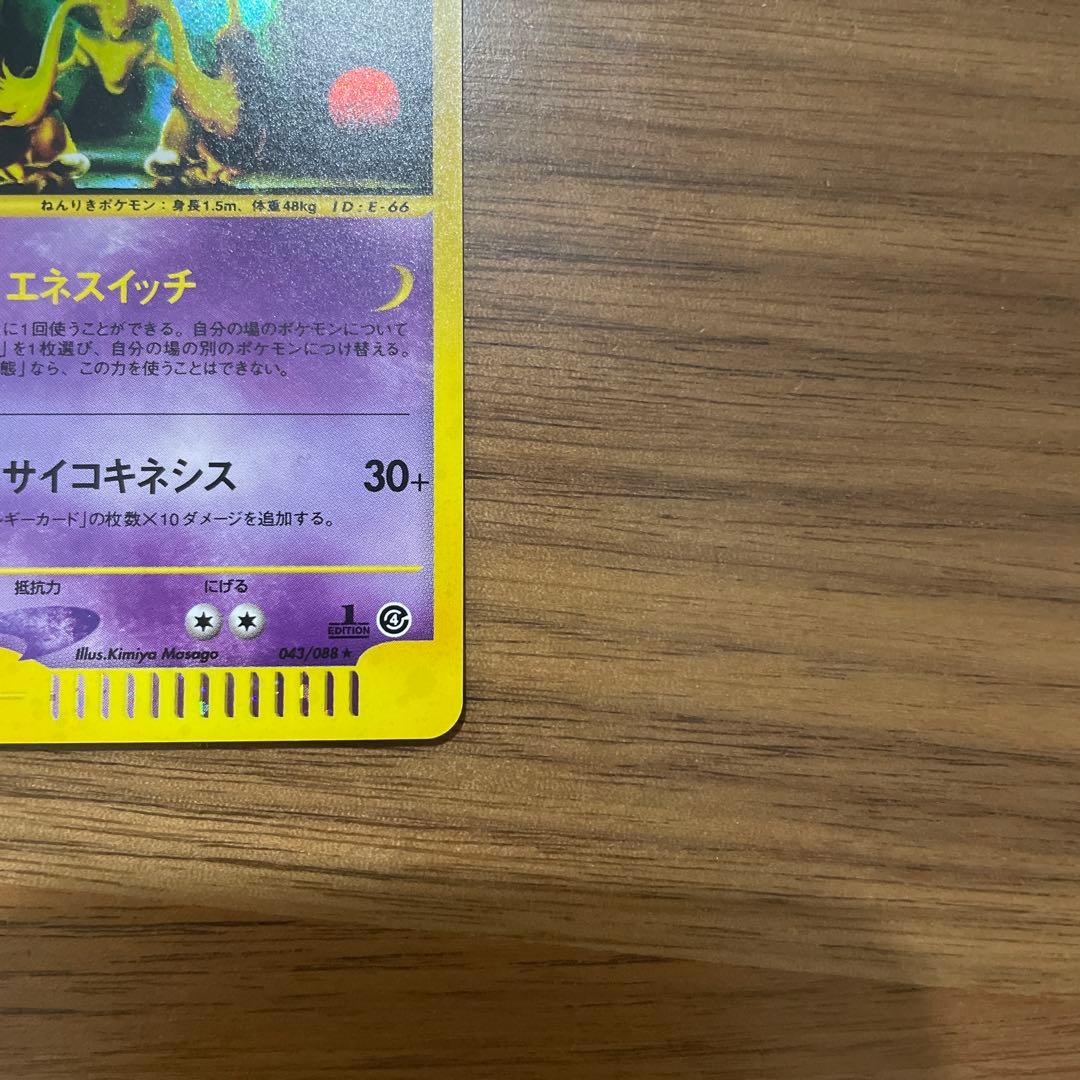 ねんりきポケモン：身長1.5m、体重48kg ID:E-66
エネスイッチ
に1回使うことができる。自分の場のポケモンについて
」を1枚選び、自分の場の別のポケモンにつけ替える。
態」なら、この力を使うことはできない。
サイコキネシス 30+
ルギーカード」の枚数×10ダメージを追加する。
抵抗力 にげる
1 EDITION 4
Illus.Kimiya Masago 043/088★